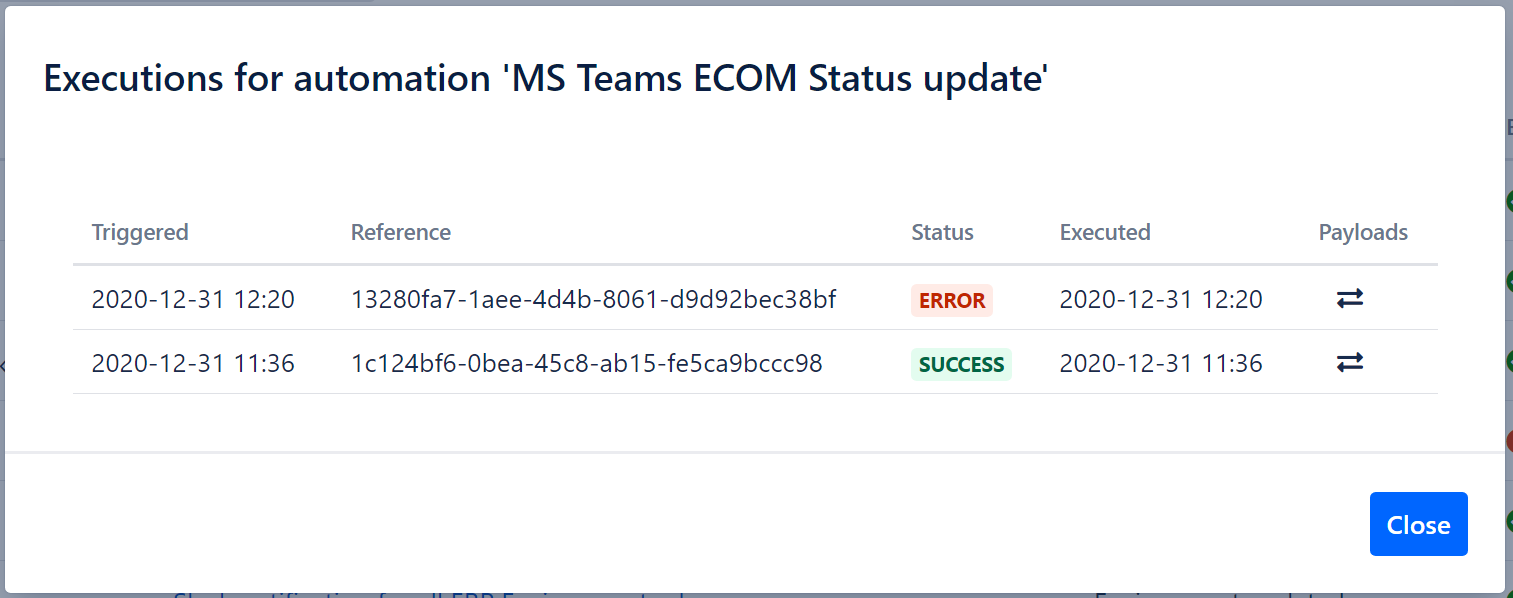 Executions for automation 'MS Teams ECOM Status update'
Triggered Reference Status Executed Payloads
2020-12-31 12:20 13280fa7-1aee-4d4b-8061-d9d92bec38bf ERROR 2020-12-31 12:20
2020-12-31 11:36 1c124bf6-0bea-45c8-ab15-fe5ca9bccc98 SUCCESS 2020-12-31 11:36
Close